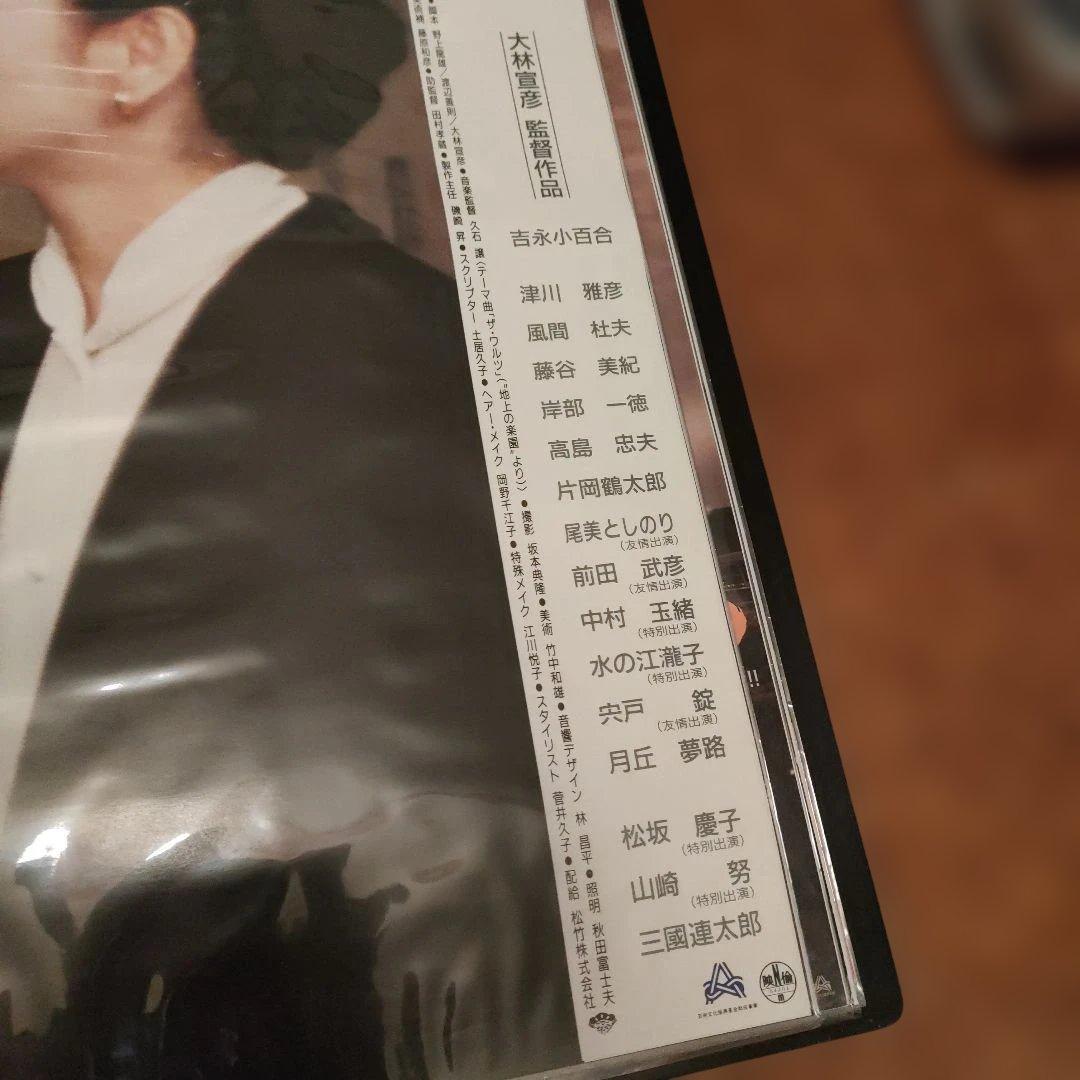 大林宣彦 監督作品
吉永小百合
津川 雅彦
風間 杜夫
藤谷 美紀
岸部 一徳
高島 忠夫
片岡鶴太郎
尾美としのり
(友情出演)
前田 武彦
(友情出演)
中村 玉緒
(特別出演)
水の江瀧子
(特別出演)
宍戸 錠
(友情出演)
月丘 夢路
松坂 慶子
(特別出演)
山崎 努
(特別出演)
三國連太郎
●脚本 野上龍雄/渡辺善則/大林宣彦●音楽監督 久石 譲〈テーマ曲「ザ・ワルツ」(〝地上の楽園〟より)〉●撮影 坂本典隆●美術 竹中和雄●音響デザイン 林 昌平●照明 秋田富士夫
藤原和彦●助監督 田村孝蔵●製作主任 磯崎 昇●スクリプター 土居久子●ヘアー・メイク 岡野千江子●特殊メイク 江川悦子●スタイリスト 菅井久子●配給 松竹株式会社
映倫